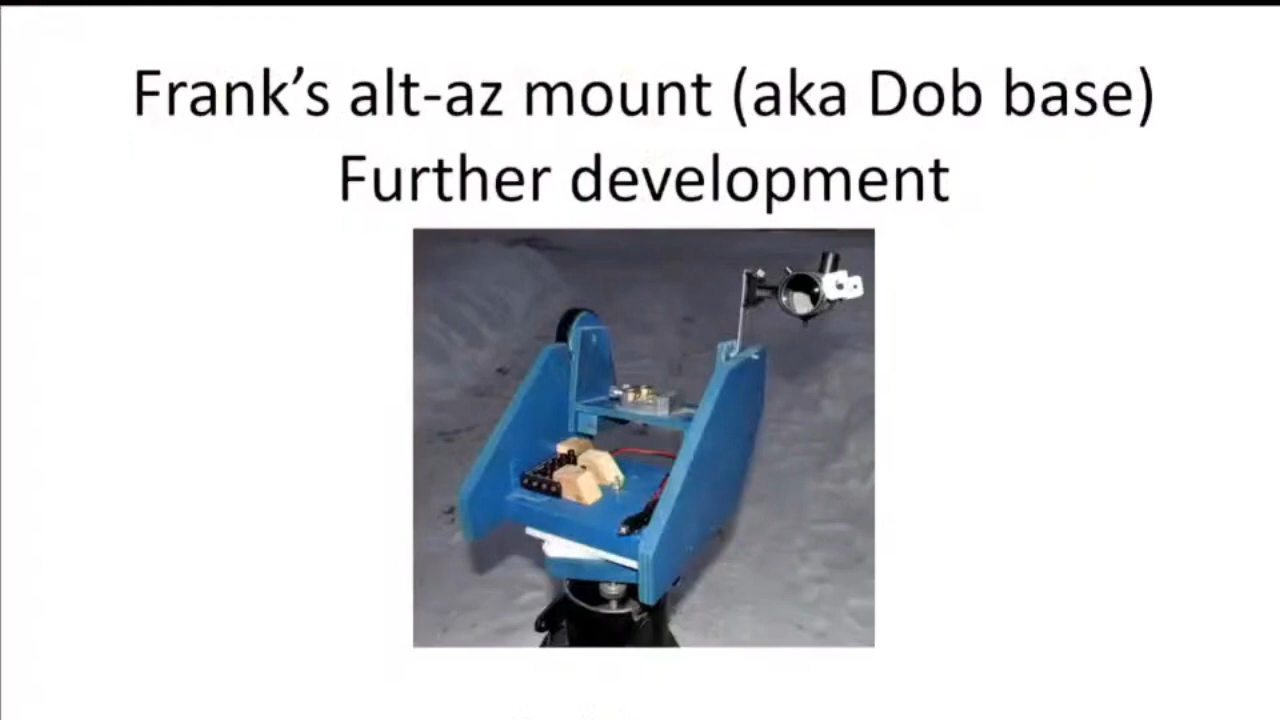 Frank’s alt-az mount (aka Dob base)
Further development